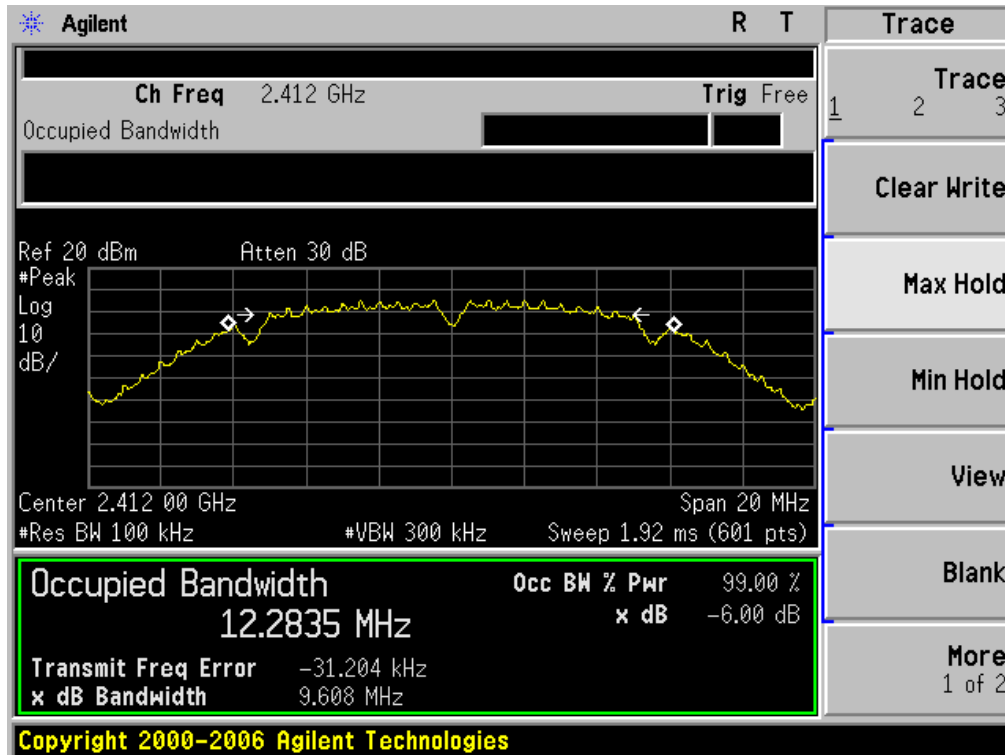 Agilent R T
Ch Freq 2.412 GHz Trig Free
Occupied Bandwidth
Ref 20 dBm Atten 30 dB
#Peak
Log
10
dB/
Center 2.412 00 GHz Span 20 MHz
#Res BW 100 kHz #VBW 300 kHz Sweep 1.92 ms (601 pts)
Occupied Bandwidth
12.2835 MHz
Occ BW % Pwr 99.00 %
x dB -6.00 dB
Transmit Freq Error -31.204 kHz
x dB Bandwidth 9.608 MHz
Copyright 2000-2006 Agilent Technologies
Trace
Trace
1 2 3
Clear Write
Max Hold
Min Hold
View
Blank
More
1 of 2